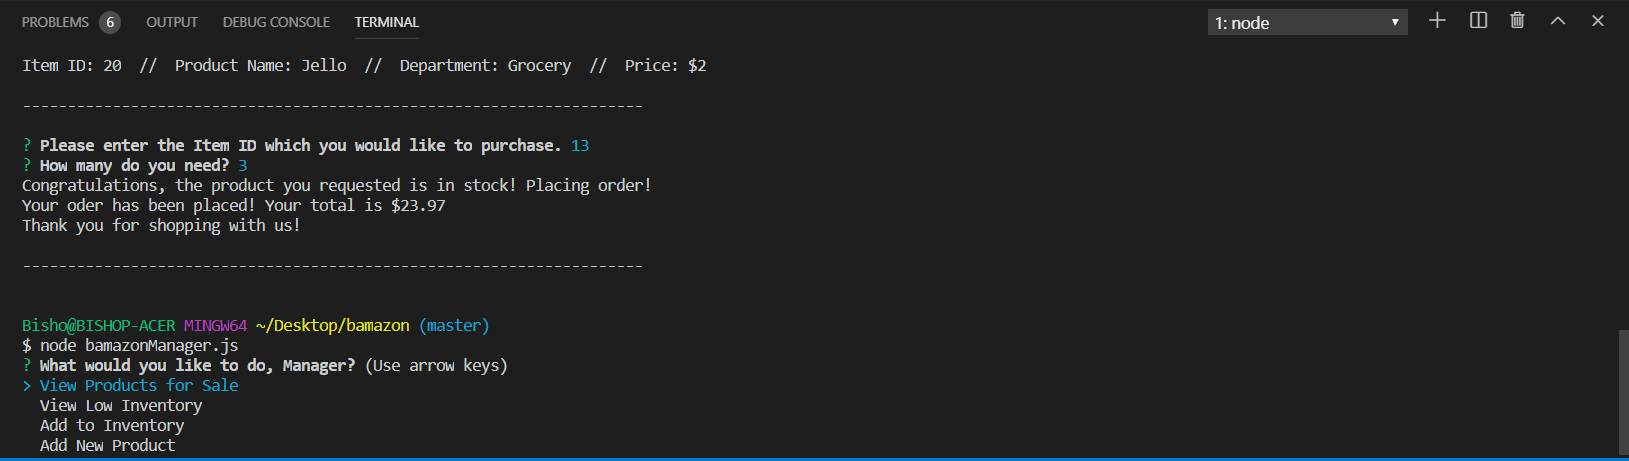 PROBLEMS 6 OUTPUT DEBUG CONSOLE TERMINAL 1: node
Item ID: 20 // Product Name: Jello // Department: Grocery // Price: $2
---------------------------------------------------------------------
? Please enter the Item ID which you would like to purchase. 13
? How many do you need? 3
Congratulations, the product you requested is in stock! Placing order!
Your oder has been placed! Your total is $23.97
Thank you for shopping with us!
---------------------------------------------------------------------
Bisho@BISHOP-ACER MINGW64 ~/Desktop/bamazon (master)
$ node bamazonManager.js
? What would you like to do, Manager? (Use arrow keys)
> View Products for Sale
View Low Inventory
Add to Inventory
Add New Product